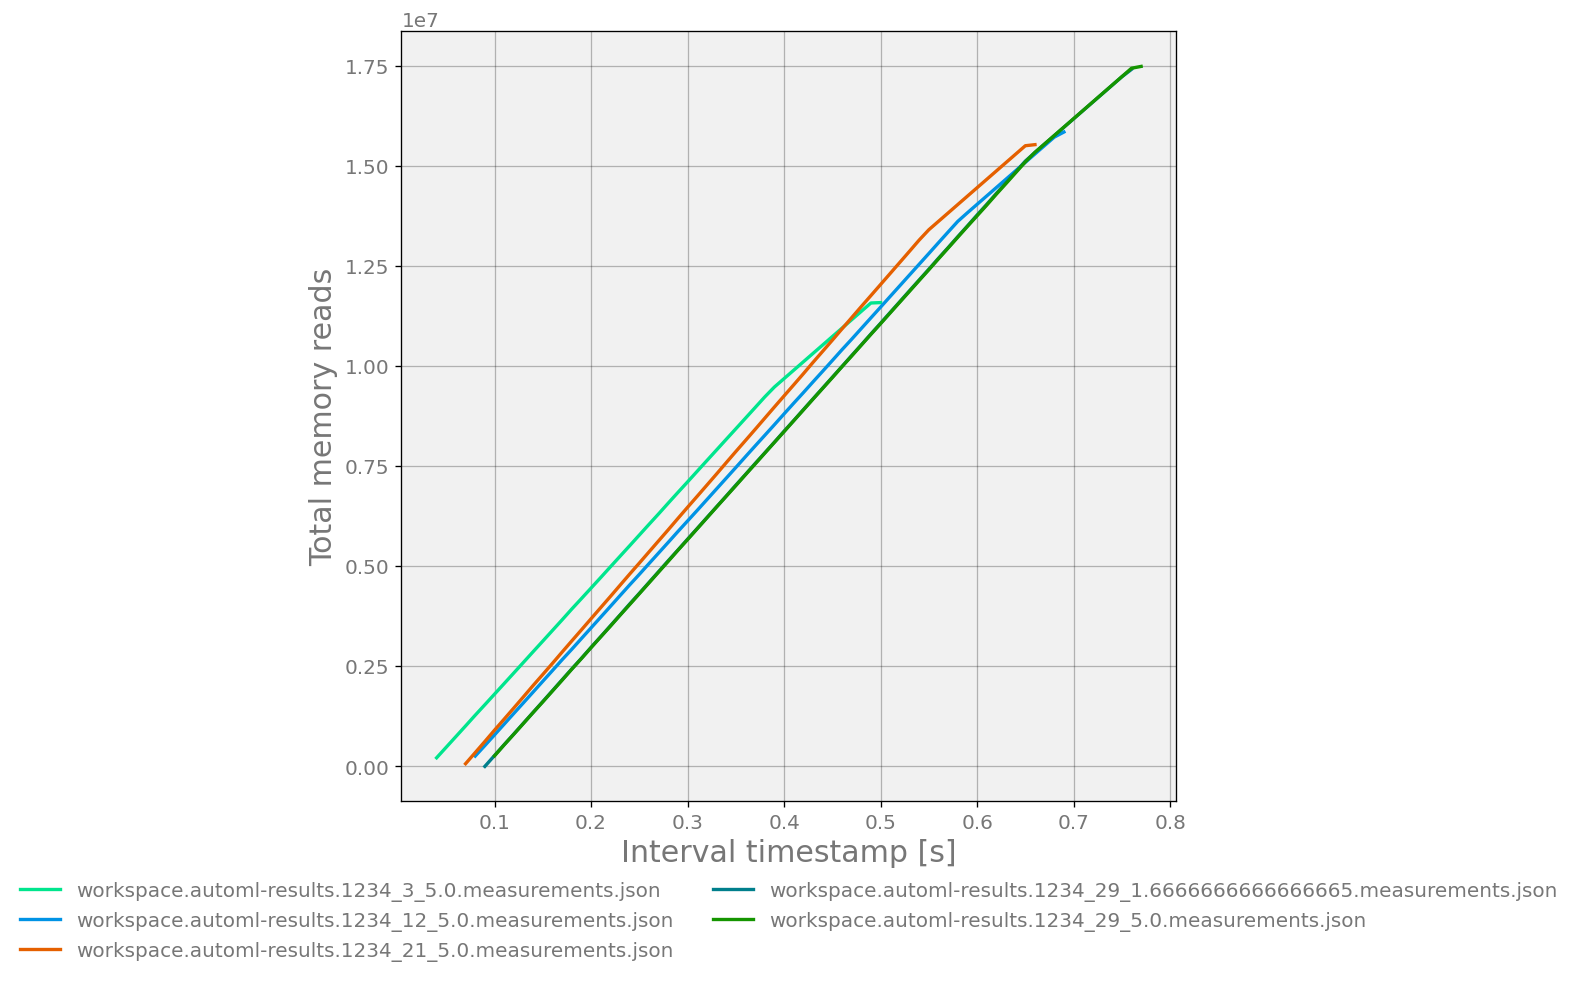 1e7
1.75
1.50
1.25
1.00
0.75
0.50
0.25
0.00
Total memory reads
0.1 0.2 0.3 0.4 0.5 0.6 0.7 0.8
Interval timestamp [s]
workspace.automl-results.1234_3_5.0.measurements.json
workspace.automl-results.1234_12_5.0.measurements.json
workspace.automl-results.1234_21_5.0.measurements.json
workspace.automl-results.1234_29_1.6666666666666665.measurements.json
workspace.automl-results.1234_29_5.0.measurements.json